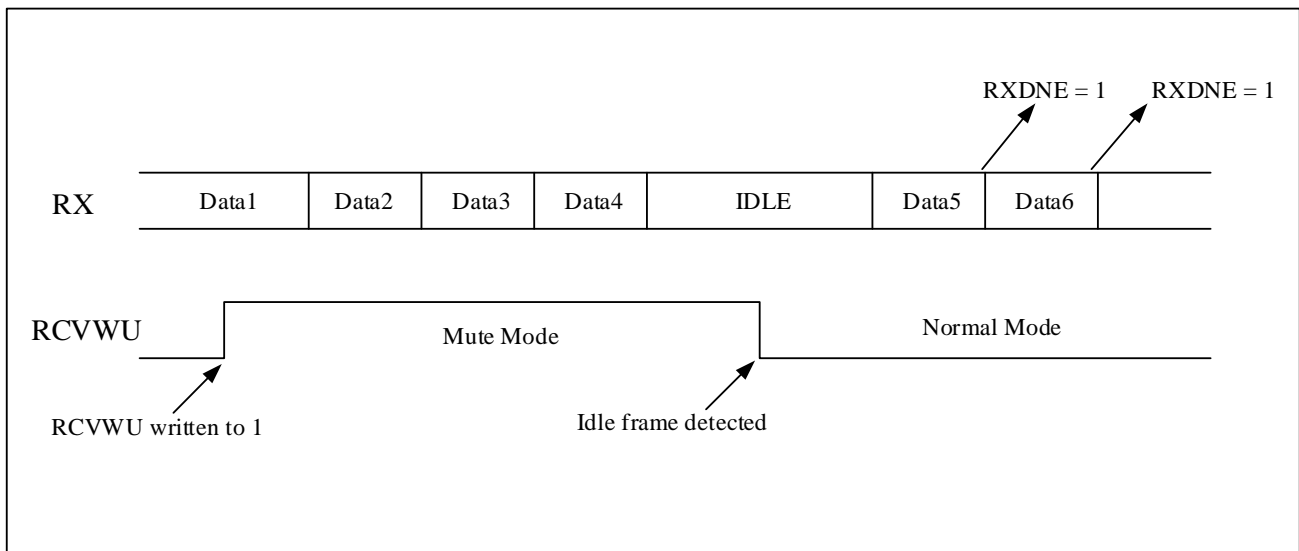 RXDNE = 1 RXDNE = 1
RX Data1 Data2 Data3 Data4 IDLE Data5 Data6
RCVWU Mute Mode Normal Mode
RCVWU written to 1 Idle frame detected